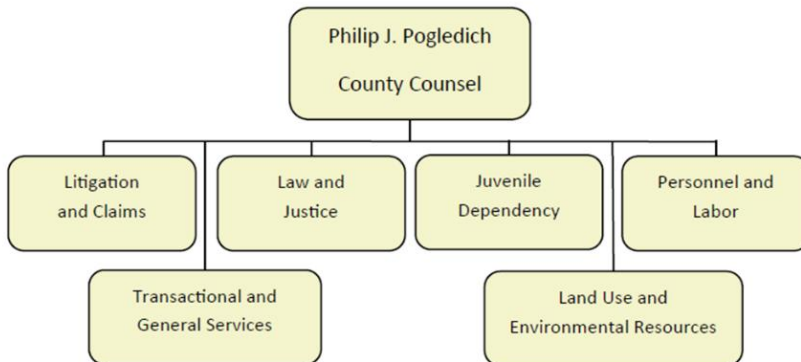 Philip J. Pogledich
County Counsel
Litigation
and Claims
Law and
Justice
Juvenile
Dependency
Personnel and
Labor
Transactional and
General Services
Land Use and
Environmental Resources